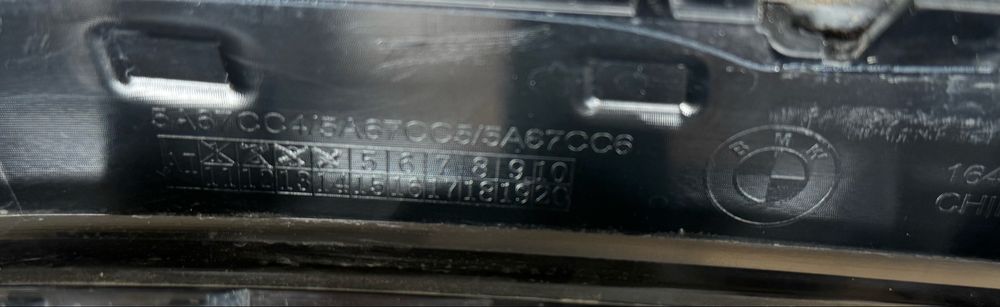 5A67CC4/5A67CC5/5A67CC6
5 6 7 8 9 10
11 12 13 14 15 16 17 18 19 20
BMW
164
CHI